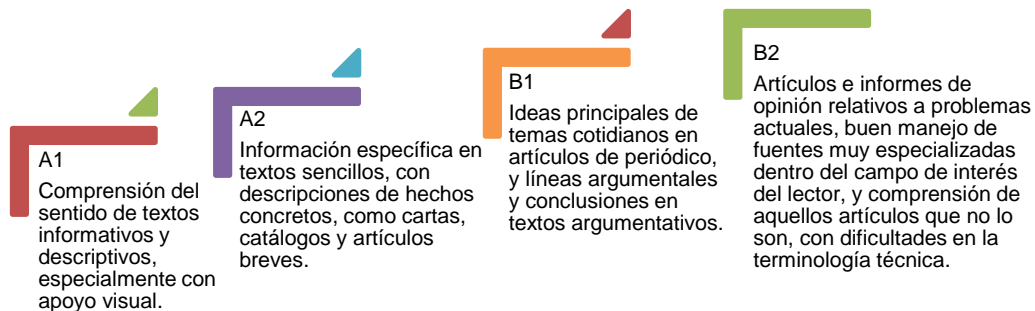 A1
Comprensión del
sentido de textos
informativos y
descriptivos,
especialmente con
apoyo visual.
A2
Información específica en
textos sencillos, con
descripciones de hechos
concretos, como cartas,
catálogos y artículos
breves.
B1
Ideas principales de
temas cotidianos en
artículos de periódico,
y líneas argumentales
y conclusiones en
textos argumentativos.
B2
Artículos e informes de
opinión relativos a problemas
actuales, buen manejo de
fuentes muy especializadas
dentro del campo de interés
del lector, y comprensión de
aquellos artículos que no lo
son, con dificultades en la
terminología técnica.